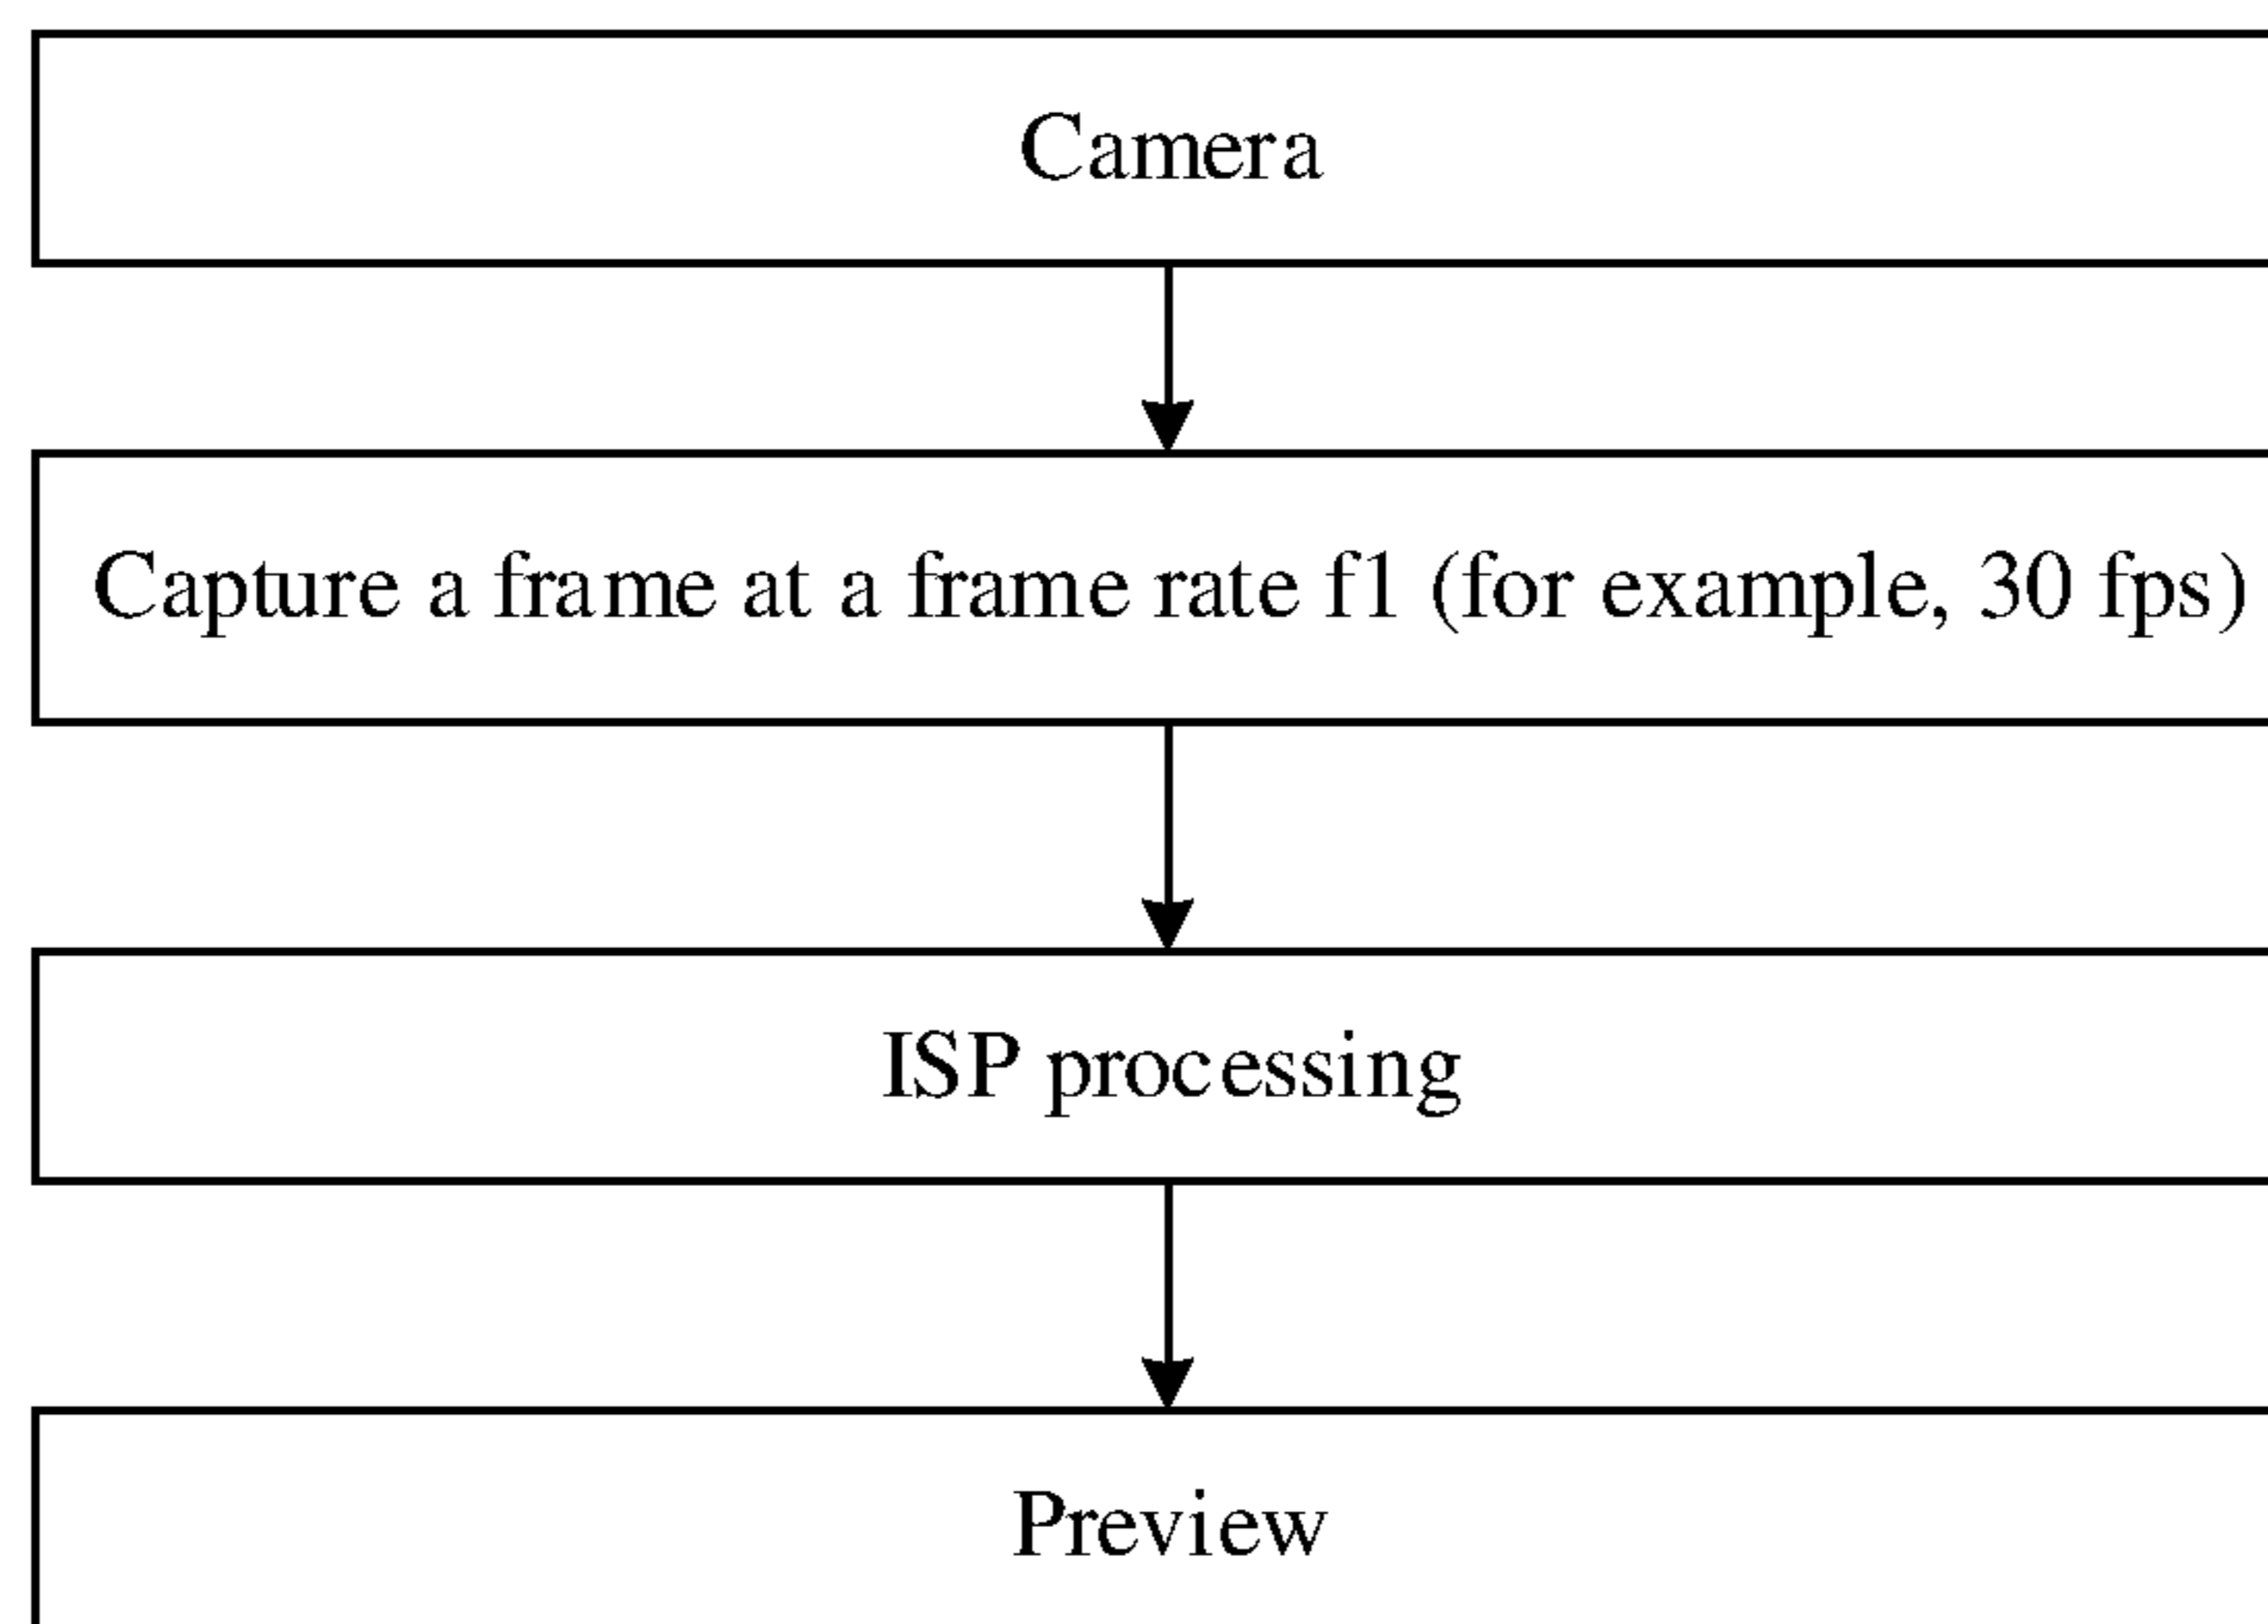 Camera
Capture a frame at a frame rate f1 (for example, 30 fps)
ISP processing
Preview